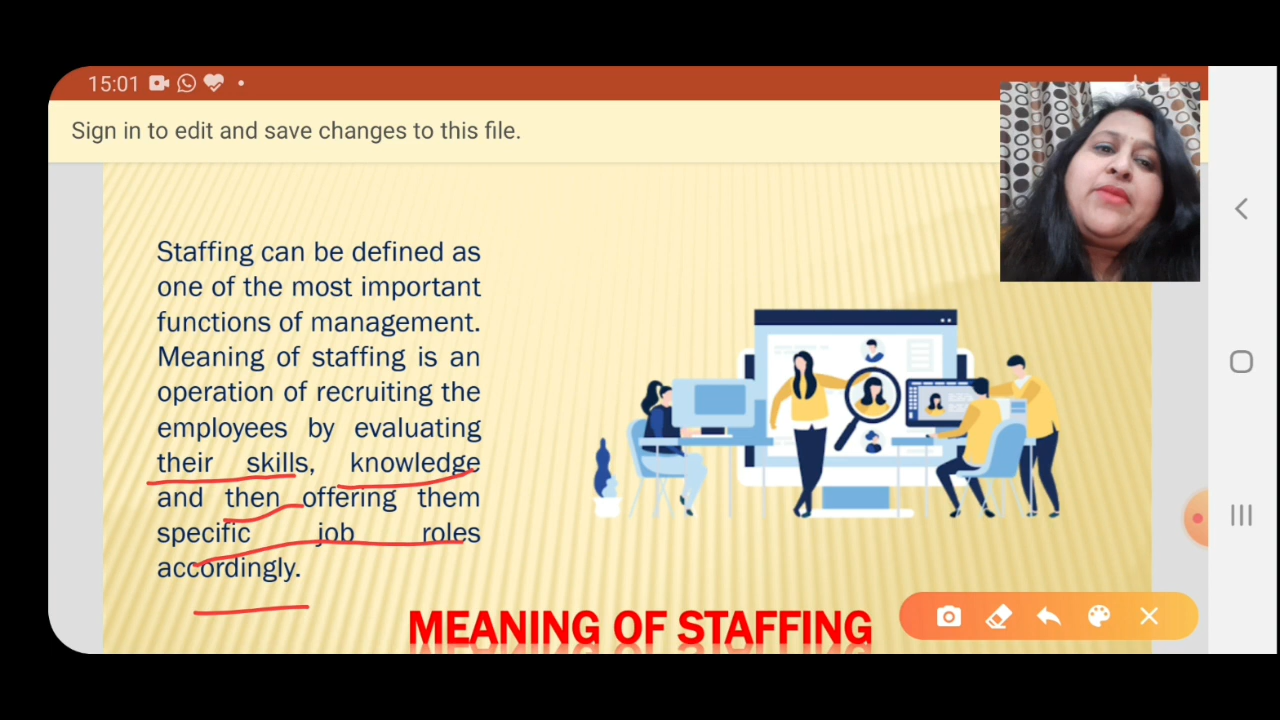 15:01
Sign in to edit and save changes to this file.
Staffing can be defined as
one of the most important
functions of management.
Meaning of staffing is an
operation of recruiting the
employees by evaluating
their skills, knowledge
and then offering them
specific job roles
accordingly.
MEANING OF STAFFING